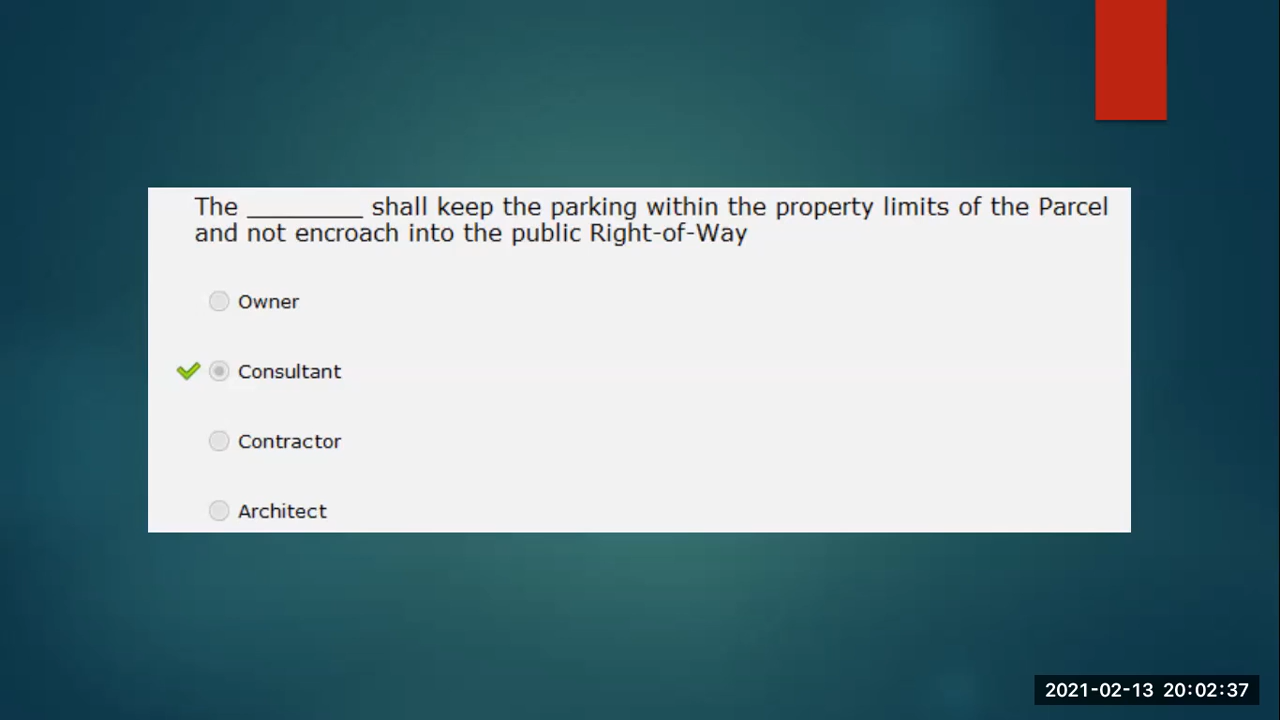 The _________ shall keep the parking within the property limits of the Parcel
and not encroach into the public Right-of-Way
Owner
Consultant
Contractor
Architect
2021-02-13 20:02:37